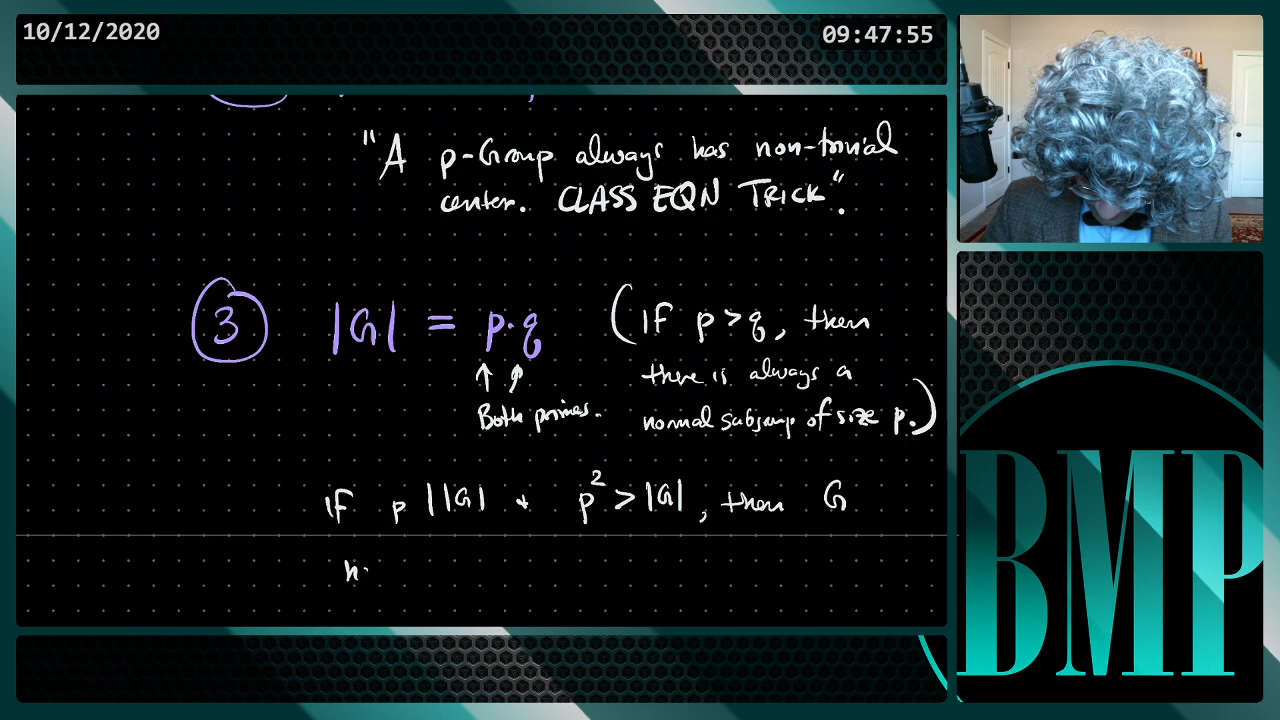 10/12/2020
09:47:55
"A p-Group always has non-trivial
center. CLASS EQN TRICK".
3 |G| = p·q (IF p>q, then
there is always a
Both primes. normal subgroup of size p.)
IF p | |G| + p² > |G|, then G
h
BMP